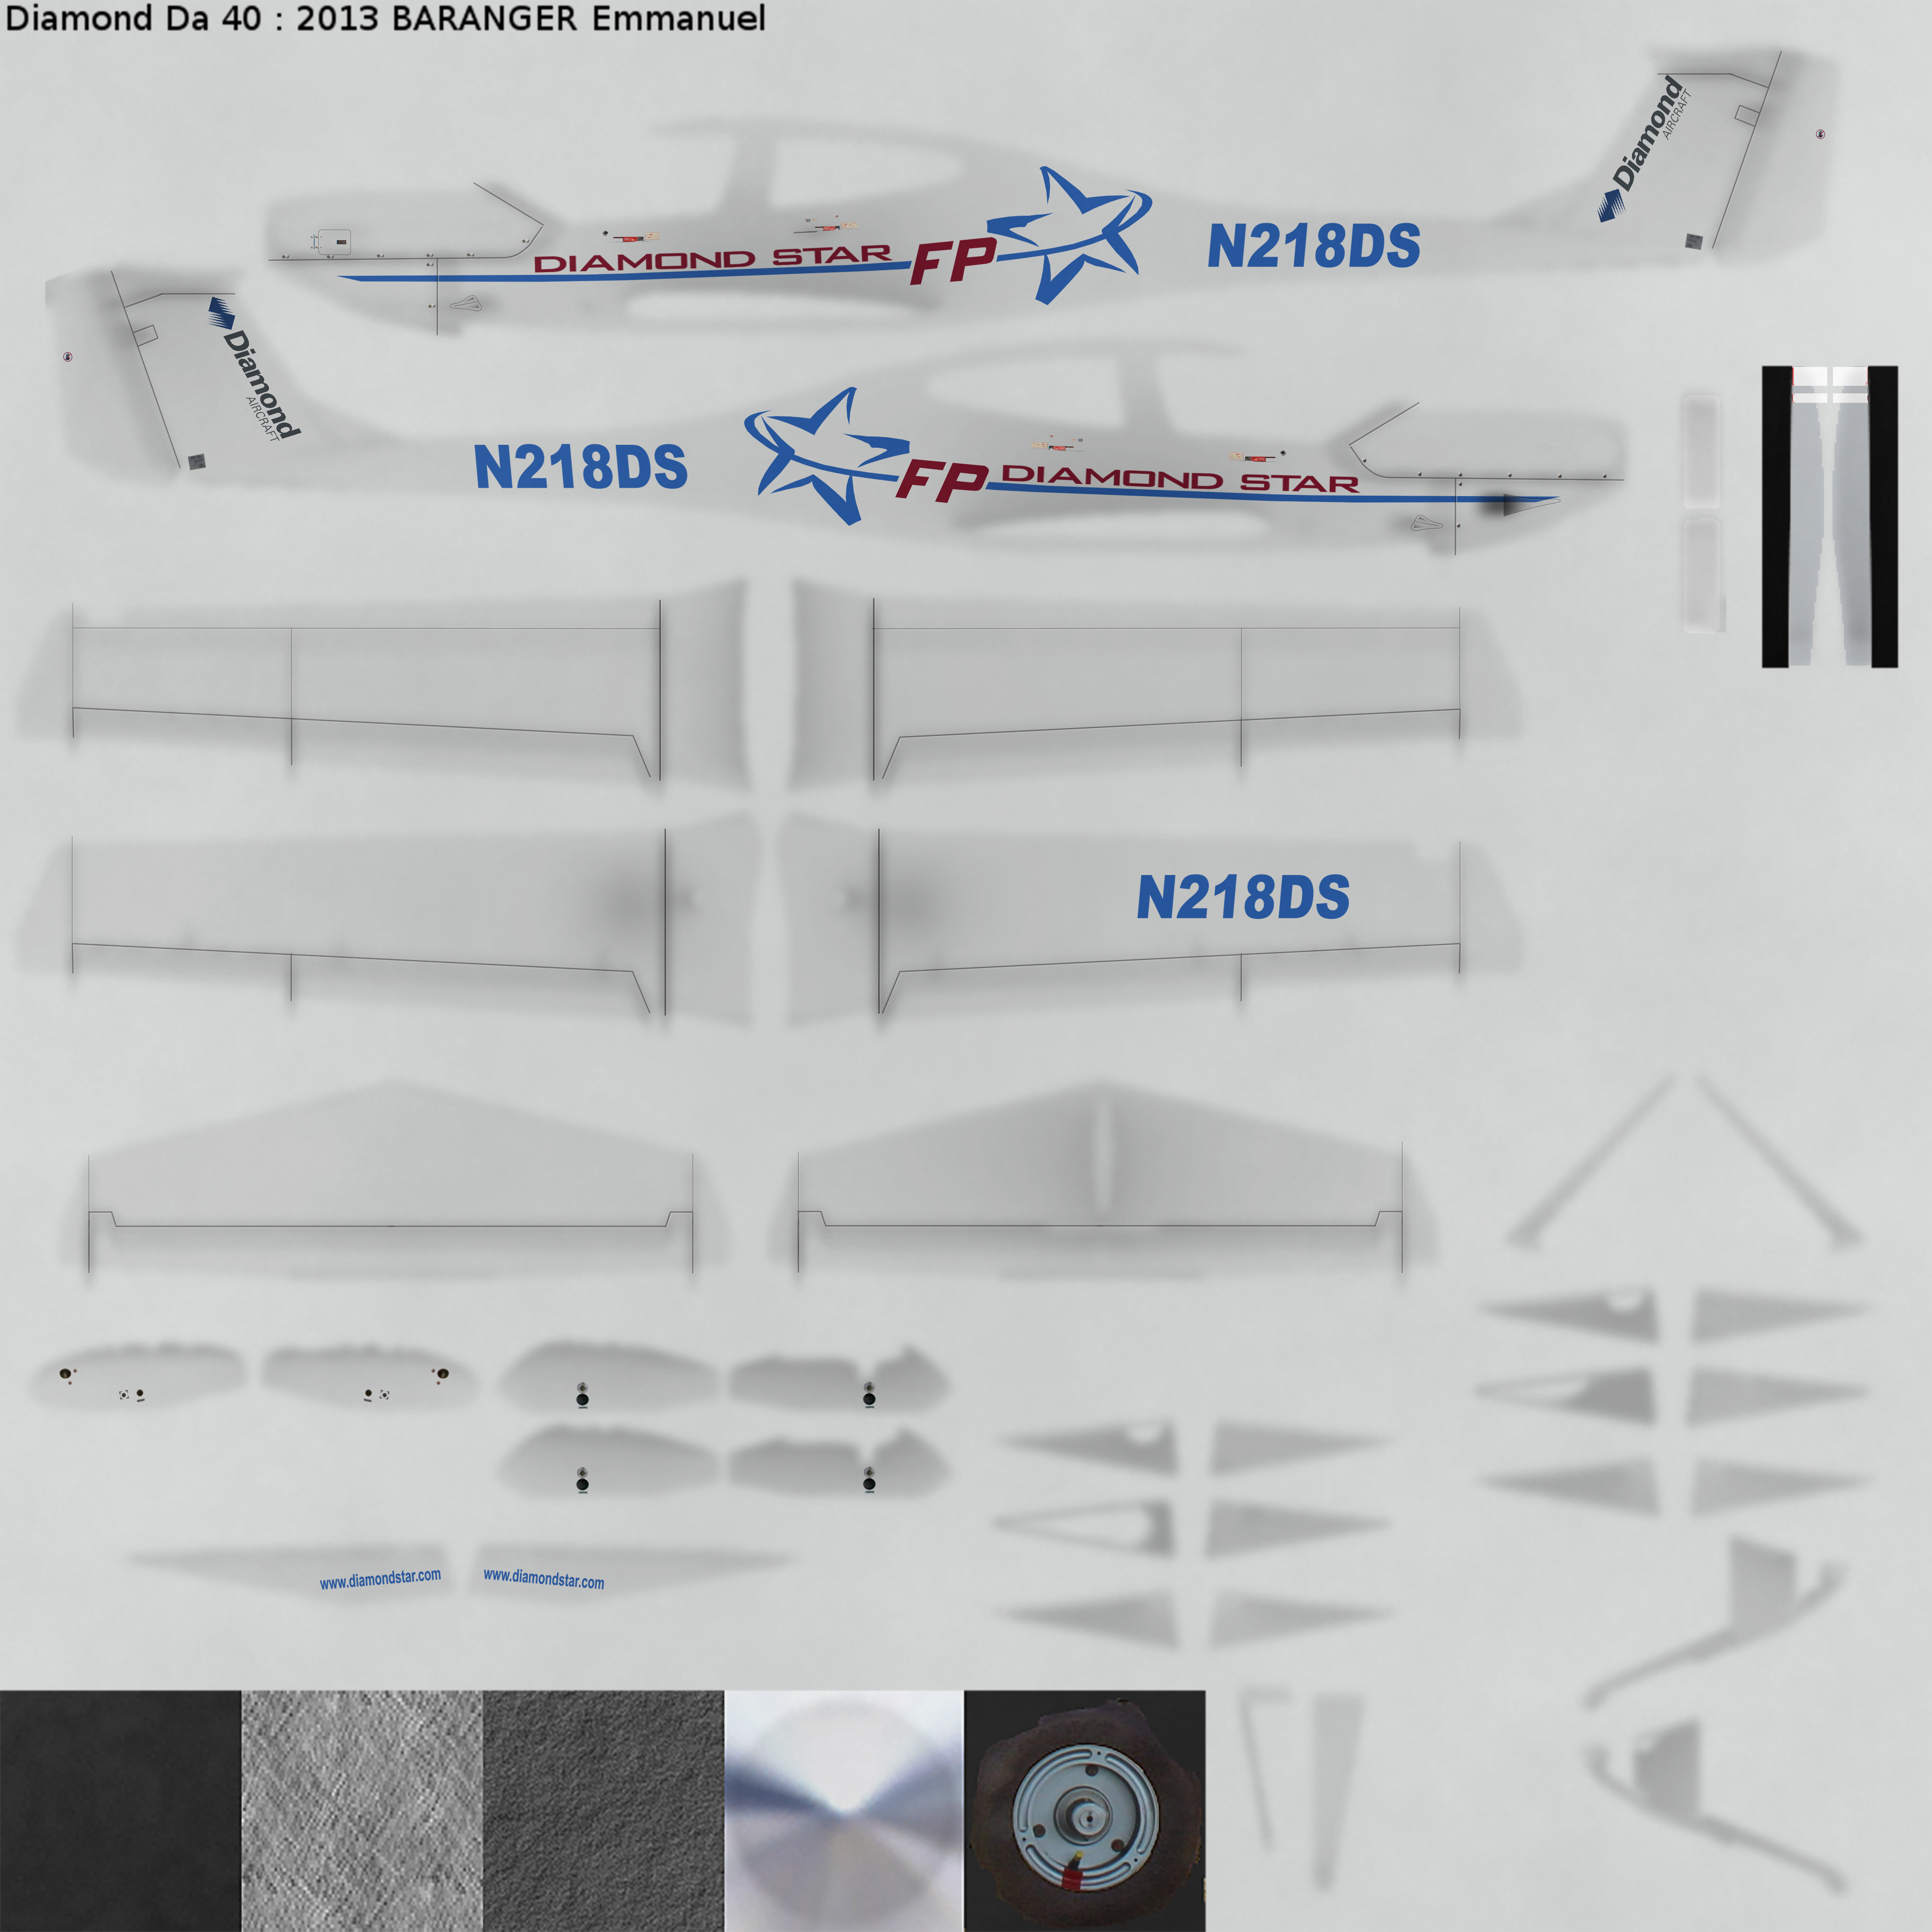 Diamond Da 40 : 2013 BARANGER Emmanuel
Diamond
AIRCRAFT
DIAMOND STAR FP
N218DS
Diamond
AIRCRAFT
N218DS
FP DIAMOND STAR
N218DS
www.diamondstar.com
www.diamondstar.com